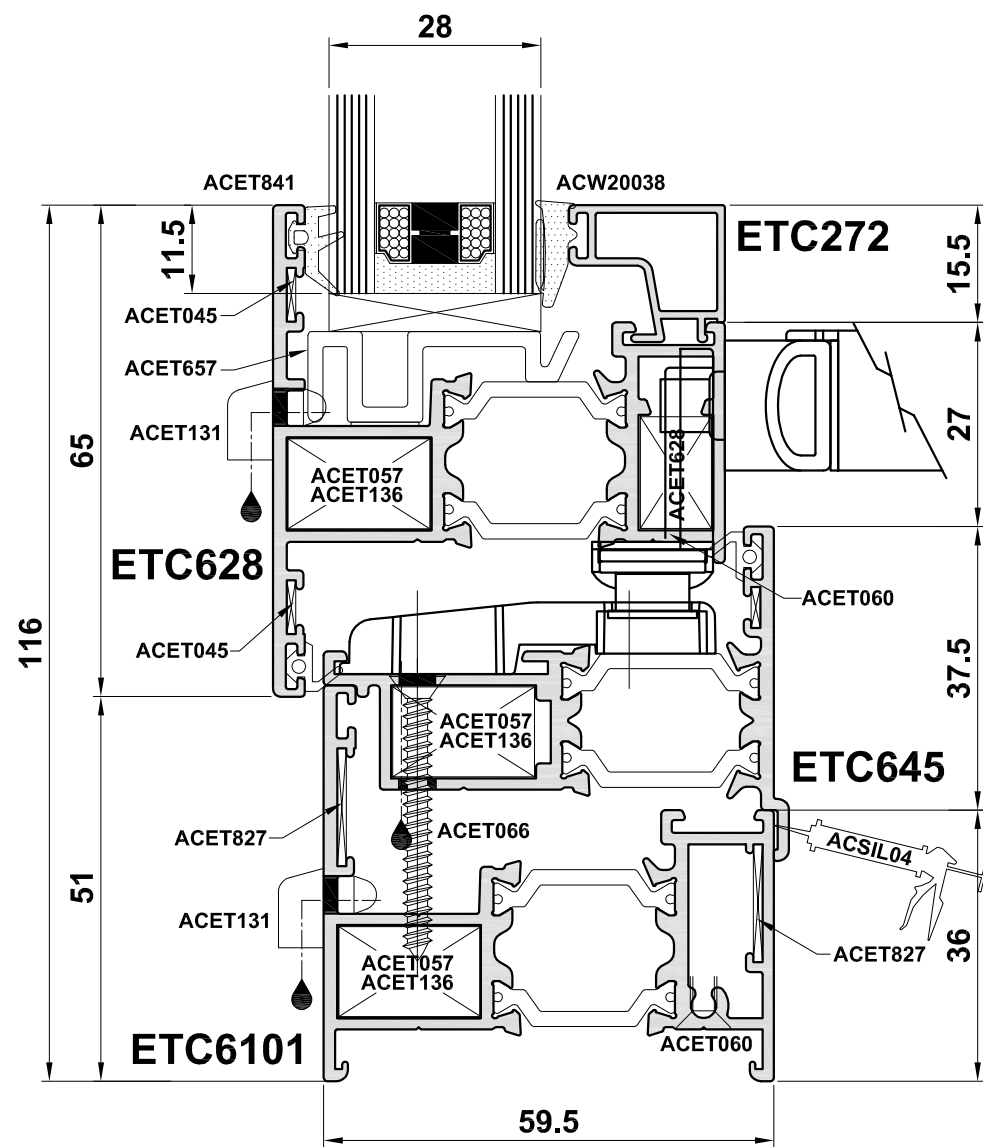 28
ACET841
ACW20038
11.5
ETC272
15.5
ACET045
ACET657
ACET131
65
27
ACET057
ACET136
ACET628
ETC628
ACET060
116
ACET045
37.5
ACET057
ACET136
ETC645
ACET827
ACET066
ACSIL04
51
ACET131
36
ACET827
ACET057
ACET136
ETC6101
ACET060
59.5